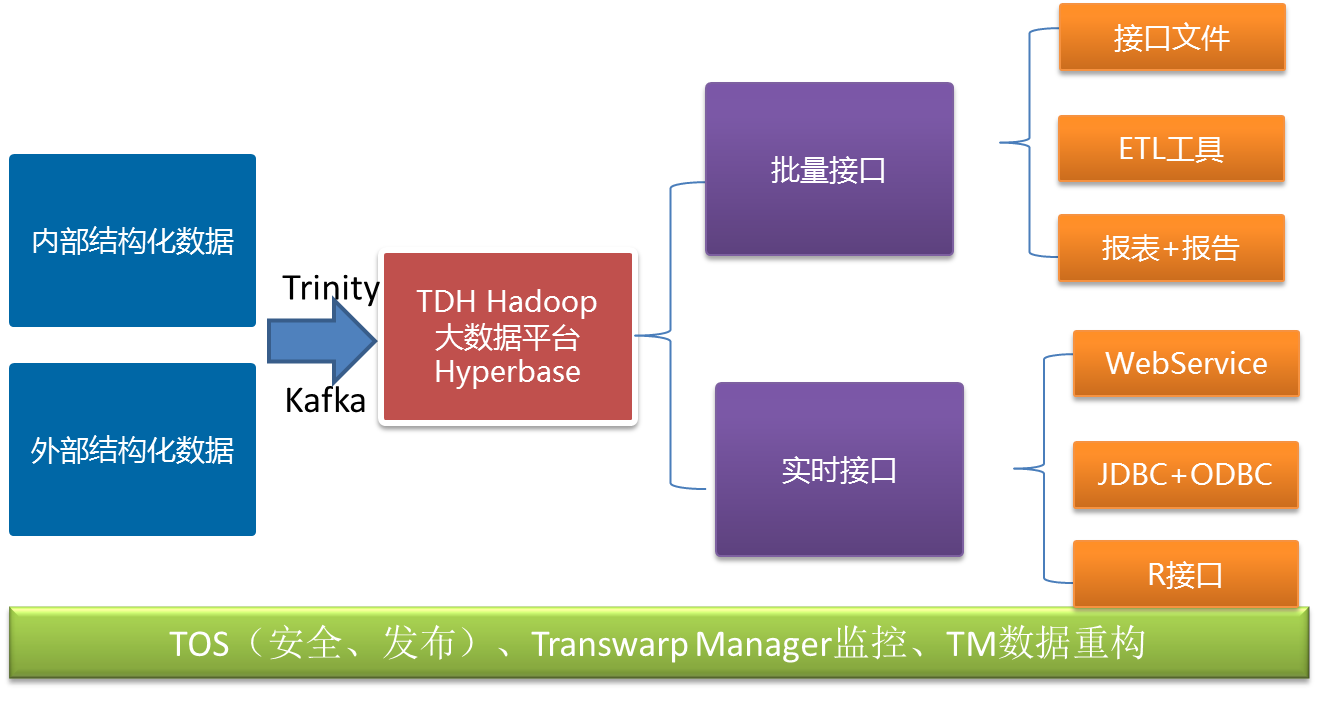 内部结构化数据
外部结构化数据
Trinity
Kafka
TDH Hadoop
大数据平台
Hyperbase
批量接口
实时接口
接口文件
ETL工具
报表+报告
WebService
JDBC+ODBC
R接口
TOS（安全、发布）、Transwarp Manager监控、TM数据重构